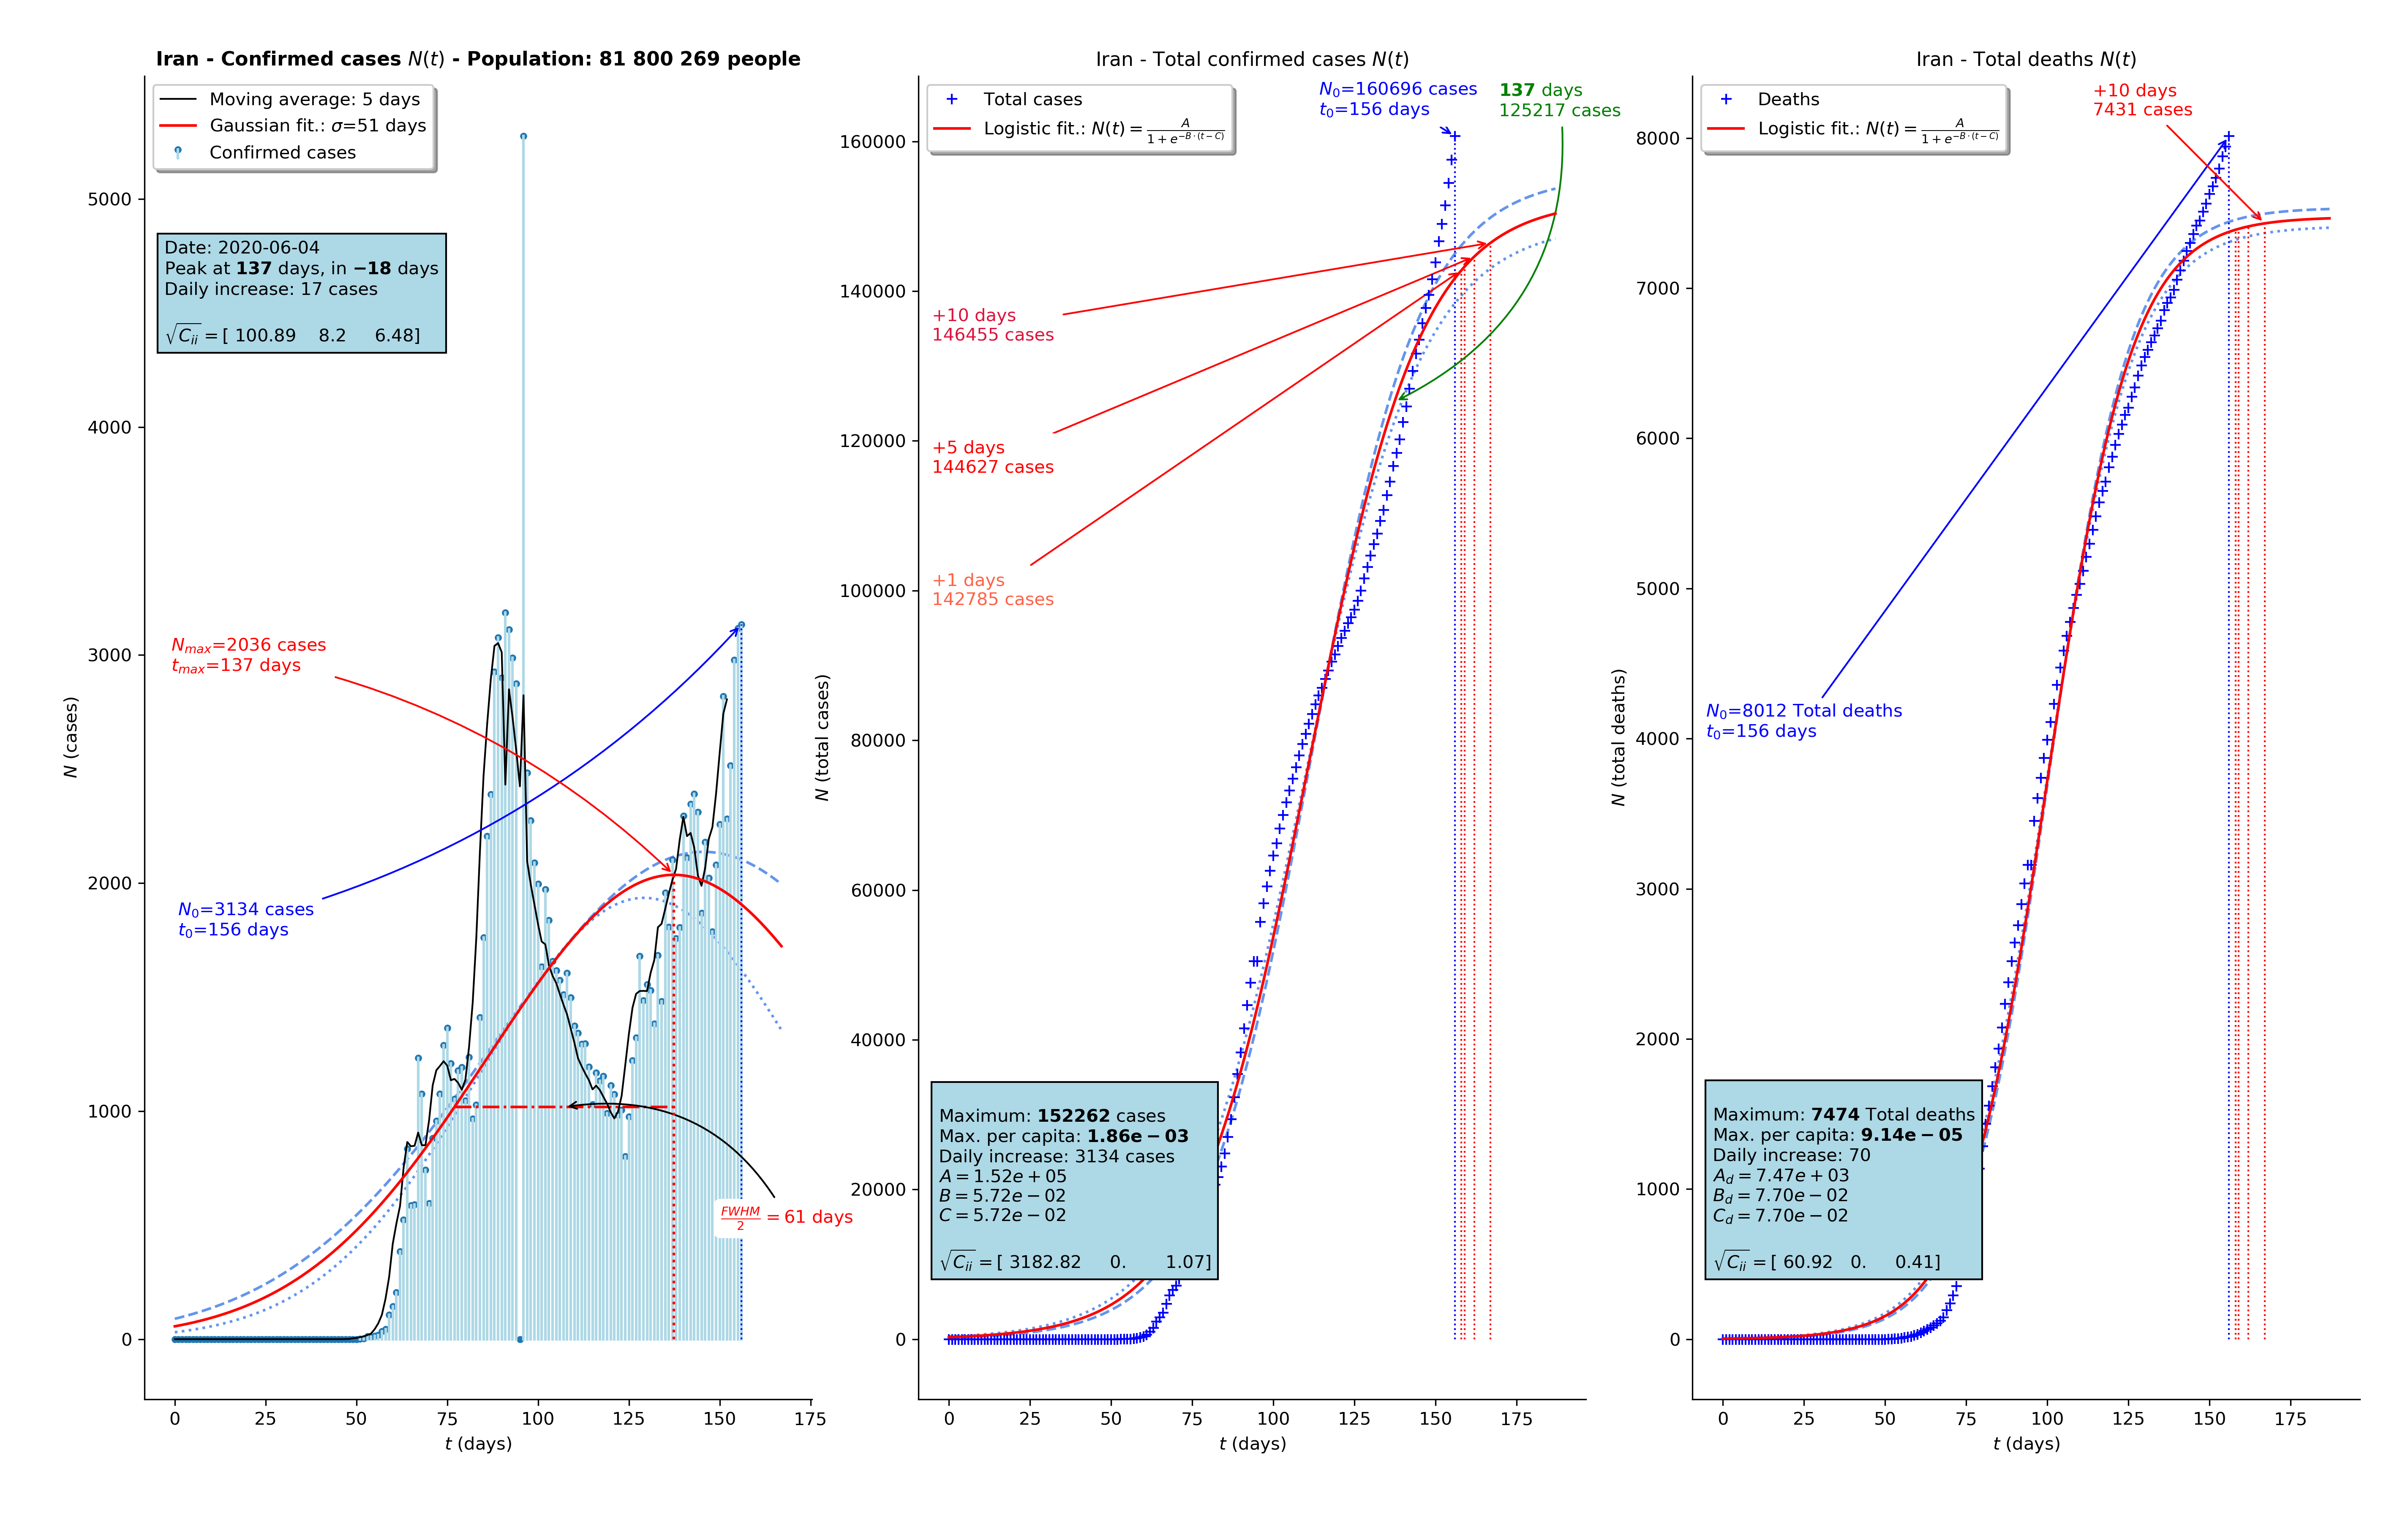 Iran - Confirmed cases N(t) - Population: 81 800 269 people
Moving average: 5 days
Gaussian fit.: σ=51 days
Confirmed cases
Date: 2020-06-04
Peak at 137 days, in −18 days
Daily increase: 17 cases
√C_ii = [ 100.89 8.2 6.48]
N_max=2036 cases
t_max=137 days
N_0=3134 cases
t_0=156 days
FWHM/2 = 61 days
N (cases)
5000
4000
3000
2000
1000
0
0 25 50 75 100 125 150 175
t (days)
Iran - Total confirmed cases N(t)
Total cases
Logistic fit.: N(t) = A/(1 + e^{−B·(t−C)})
N_0=160696 cases
t_0=156 days
137 days
125217 cases
+10 days
146455 cases
+5 days
144627 cases
+1 days
142785 cases
Maximum: 152262 cases
Max. per capita: 1.86e − 03
Daily increase: 3134 cases
A = 1.52e + 05
B = 5.72e − 02
C = 5.72e − 02
√C_ii = [ 3182.82 0. 1.07]
N (total cases)
160000
140000
120000
100000
80000
60000
40000
20000
0
0 25 50 75 100 125 150 175
t (days)
Iran - Total deaths N(t)
Deaths
Logistic fit.: N(t) = A/(1 + e^{−B·(t−C)})
+10 days
7431 cases
N_0=8012 Total deaths
t_0=156 days
Maximum: 7474 Total deaths
Max. per capita: 9.14e − 05
Daily increase: 70
A_d = 7.47e + 03
B_d = 7.70e − 02
C_d = 7.70e − 02
√C_ii = [ 60.92 0. 0.41]
N (total deaths)
8000
7000
6000
5000
4000
3000
2000
1000
0
0 25 50 75 100 125 150 175
t (days)